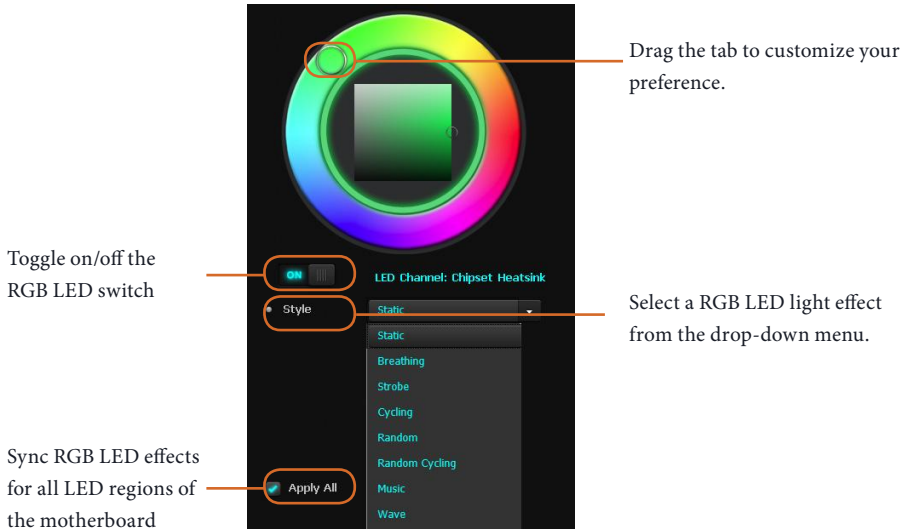 Drag the tab to customize your
preference.
Toggle on/off the
RGB LED switch
ON
LED Channel: Chipset Heatsink
Style
Static
Select a RGB LED light effect
from the drop-down menu.
Static
Breathing
Strobe
Cycling
Random
Random Cycling
Music
Wave
Sync RGB LED effects
for all LED regions of
the motherboard
Apply All